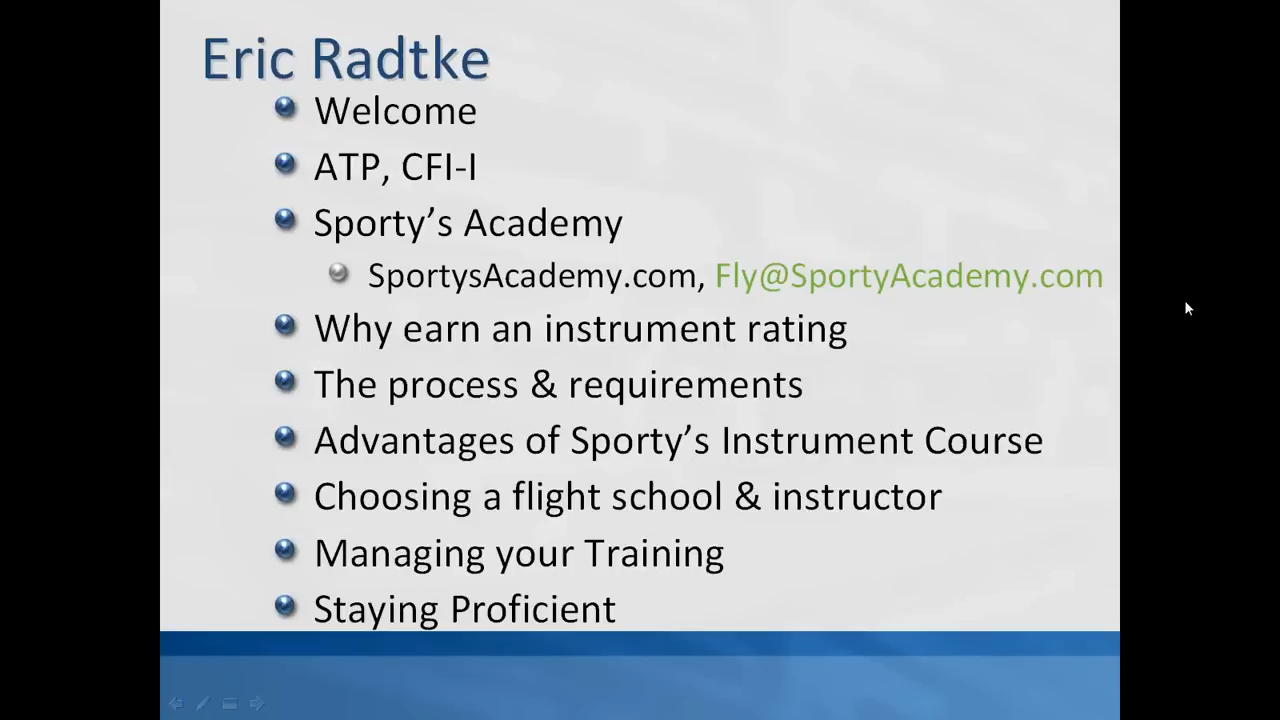 Eric Radtke
Welcome
ATP, CFI-I
Sporty's Academy
SportysAcademy.com, Fly@SportyAcademy.com
Why earn an instrument rating
The process & requirements
Advantages of Sporty's Instrument Course
Choosing a flight school & instructor
Managing your Training
Staying Proficient